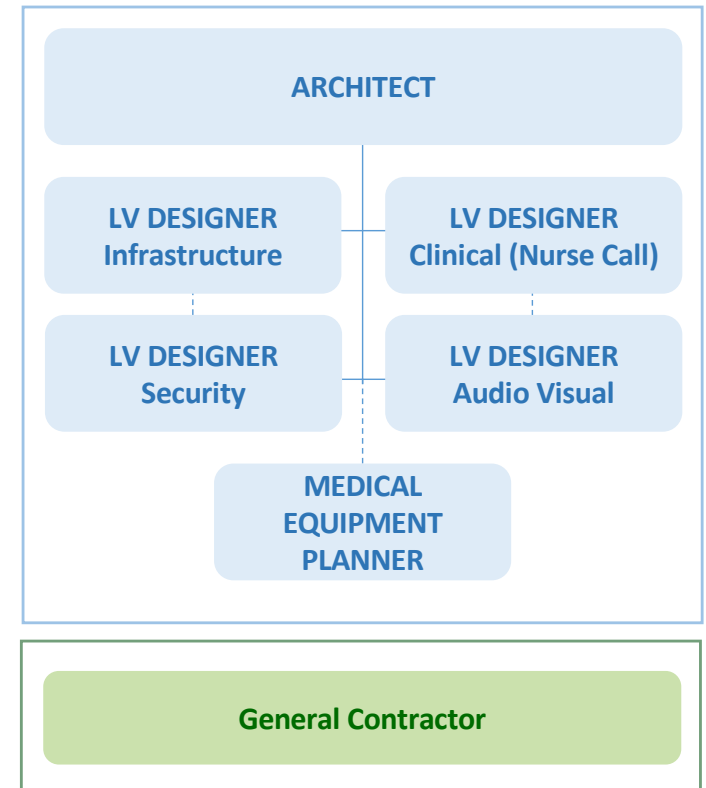 ARCHITECT
LV DESIGNER
Infrastructure
LV DESIGNER
Clinical (Nurse Call)
LV DESIGNER
Security
LV DESIGNER
Audio Visual
MEDICAL
EQUIPMENT
PLANNER
General Contractor